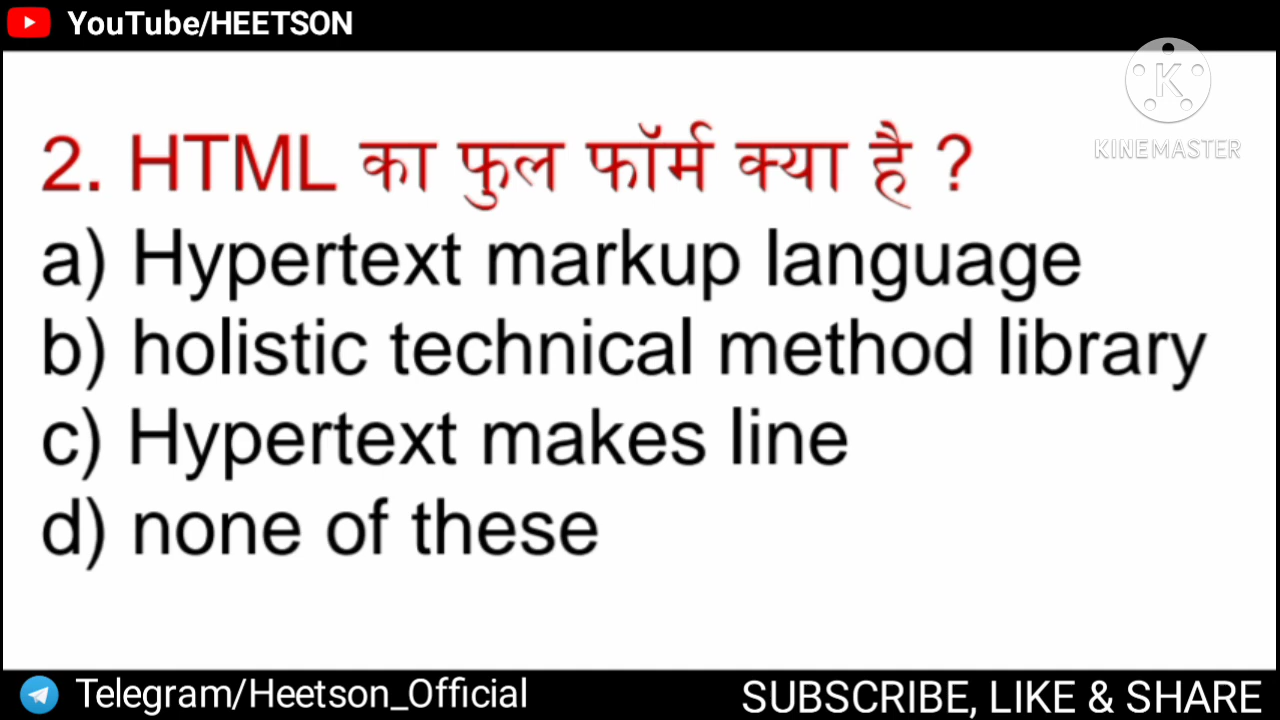 YouTube/HEETSON
KINEMASTER
2. HTML का फुल फॉर्म क्या है ?
a) Hypertext markup language
b) holistic technical method library
c) Hypertext makes line
d) none of these
Telegram/Heetson_Official
SUBSCRIBE, LIKE & SHARE